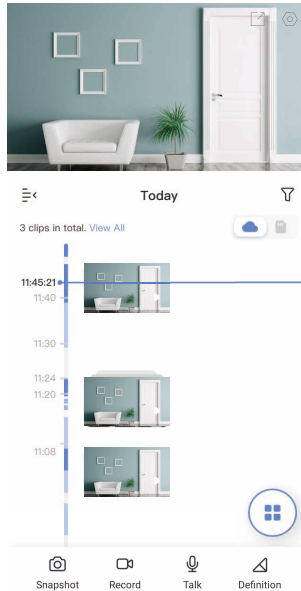 Today
3 clips in total. View All
11:45:21
11:40
11:30
11:24
11:20
11:08
Snapshot Record Talk Definition